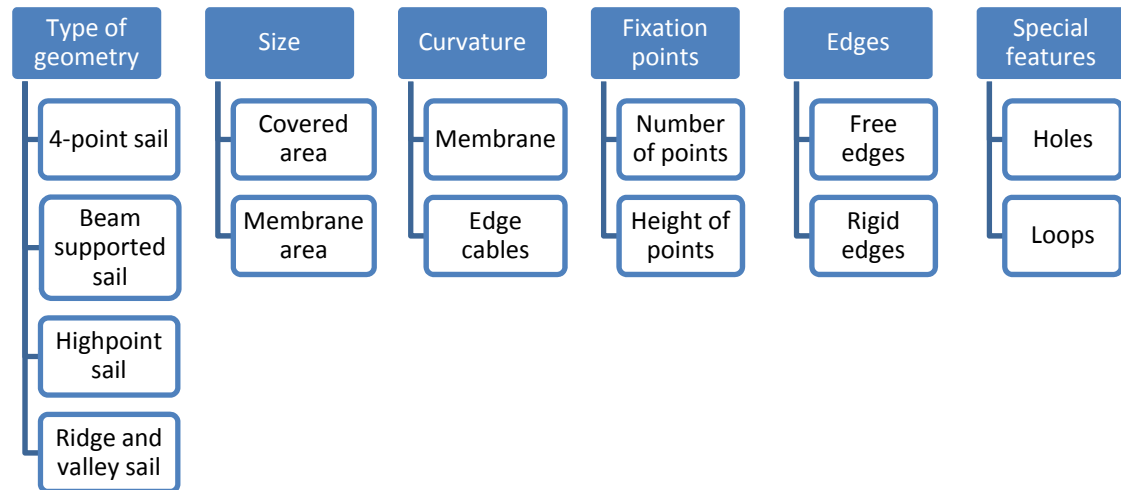 Type of
geometry
4-point sail
Beam
supported
sail
Highpoint
sail
Ridge and
valley sail
Size
Covered
area
Membrane
area
Curvature
Membrane
Edge
cables
Fixation
points
Number
of points
Height of
points
Edges
Free
edges
Rigid
edges
Special
features
Holes
Loops